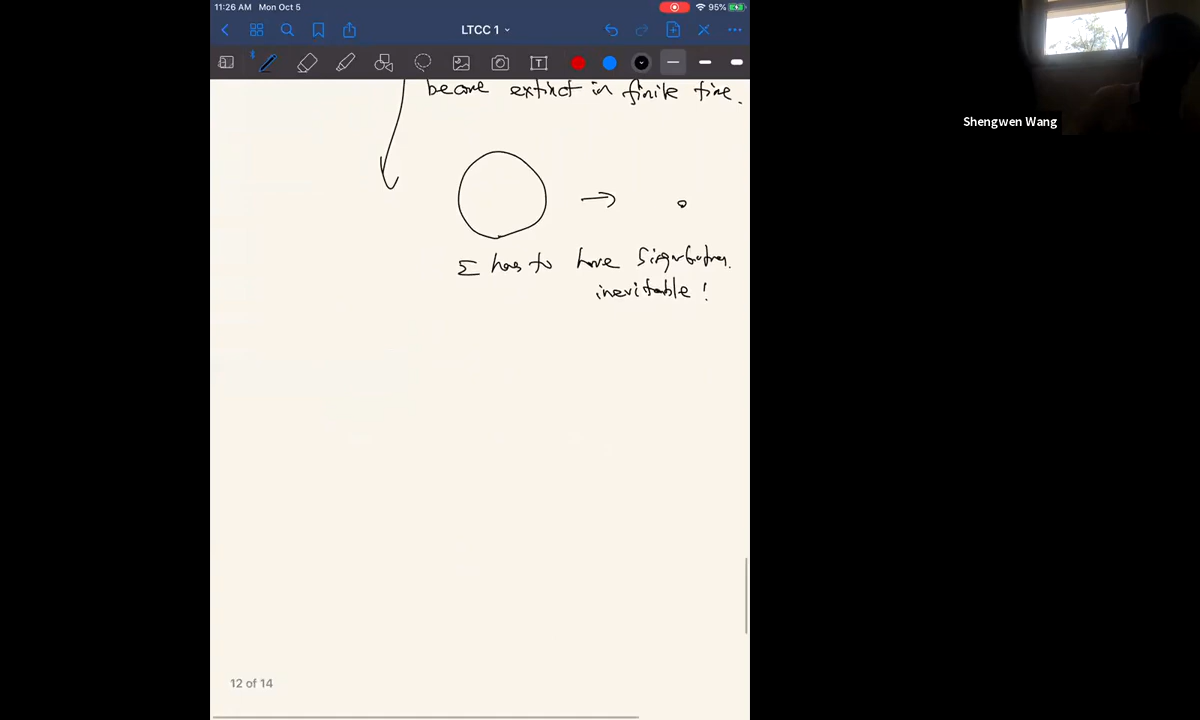 11:26 AM Mon Oct 5
95%
LTCC 1
T
become extinct in finite time.
Σ has to have singularities.
inevitable!
12 of 14
Shengwen Wang